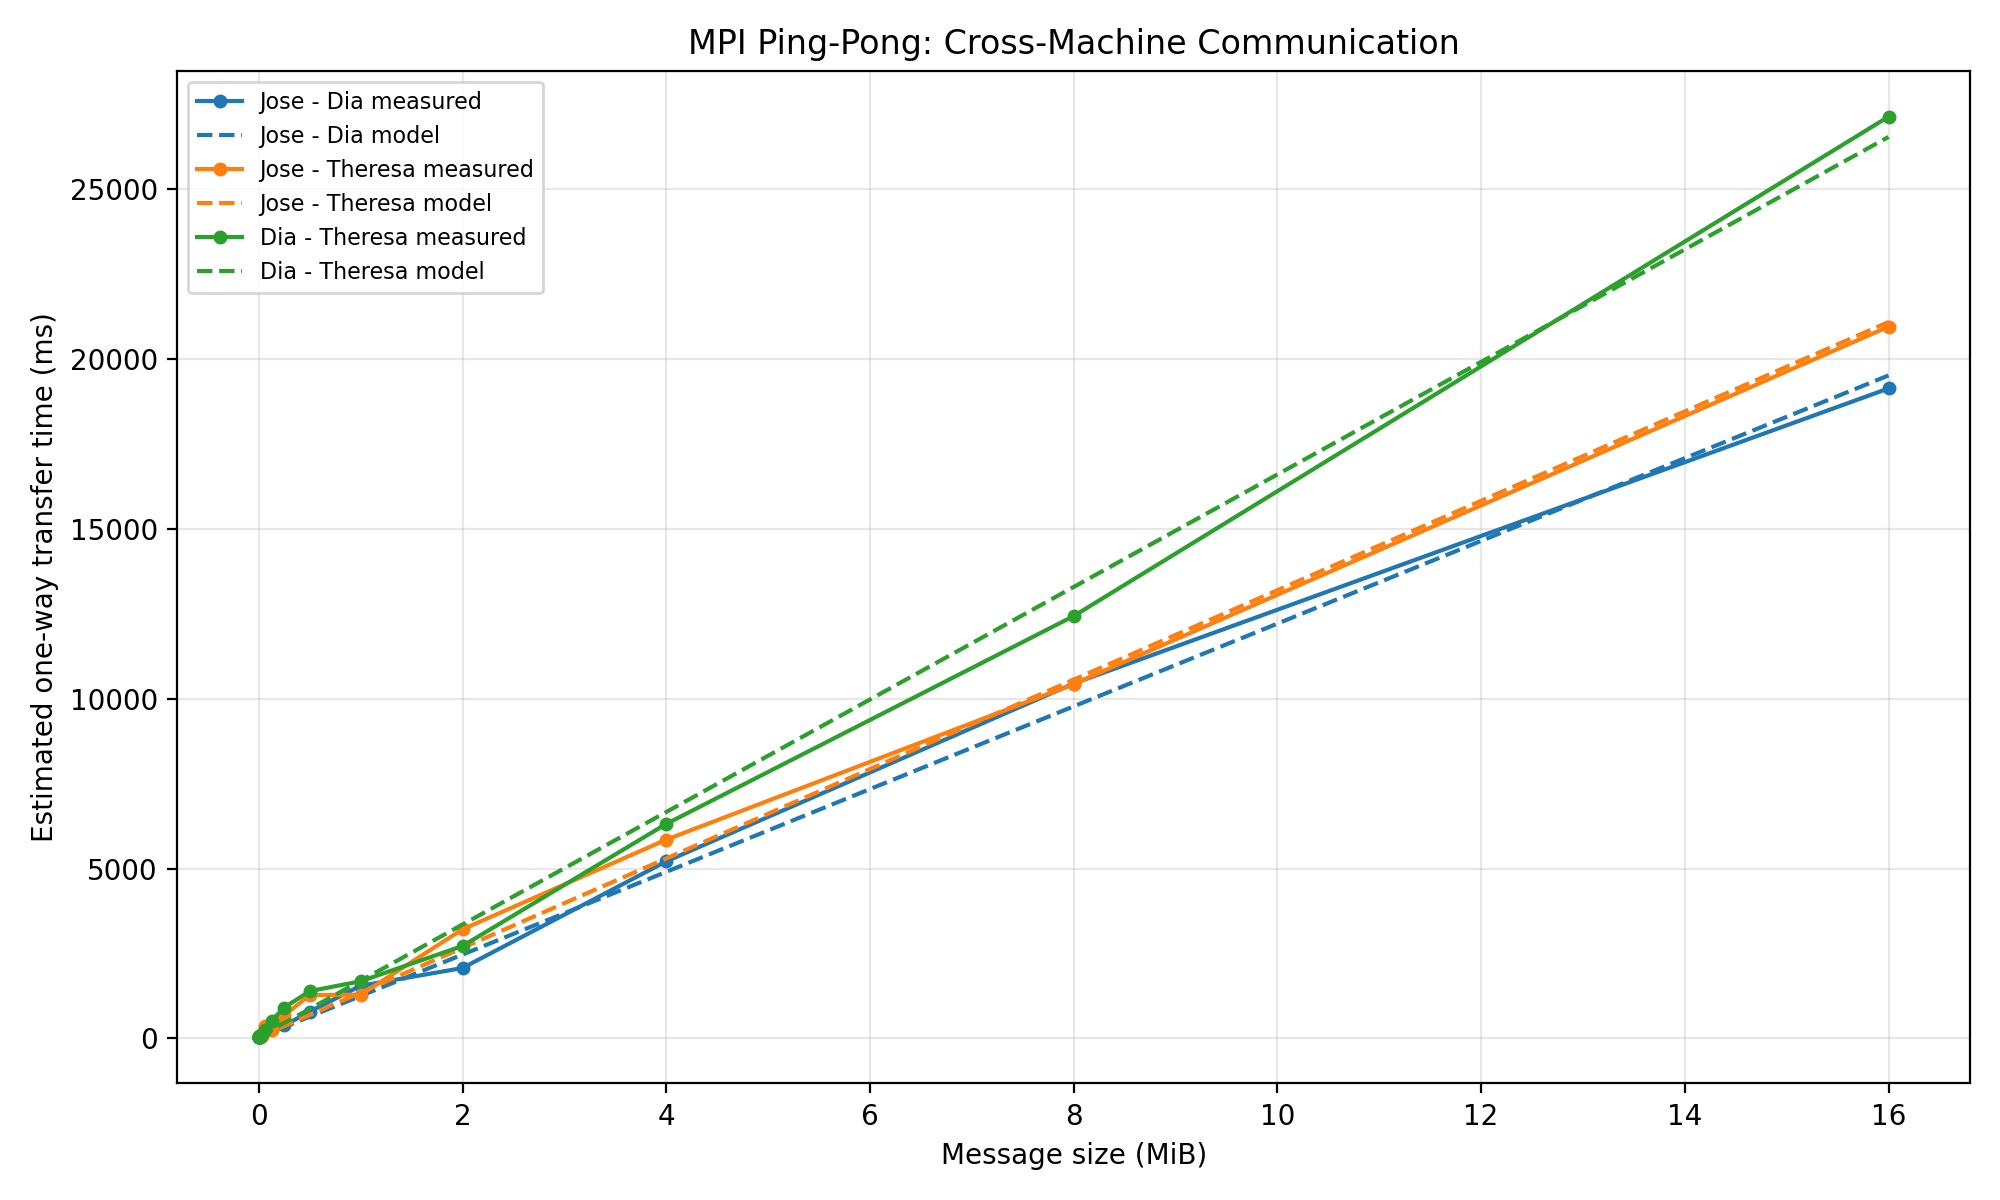 MPI Ping-Pong: Cross-Machine Communication
Jose - Dia measured
Jose - Dia model
Jose - Theresa measured
Jose - Theresa model
Dia - Theresa measured
Dia - Theresa model
Estimated one-way transfer time (ms)
25000
20000
15000
10000
5000
0
0 2 4 6 8 10 12 14 16
Message size (MiB)